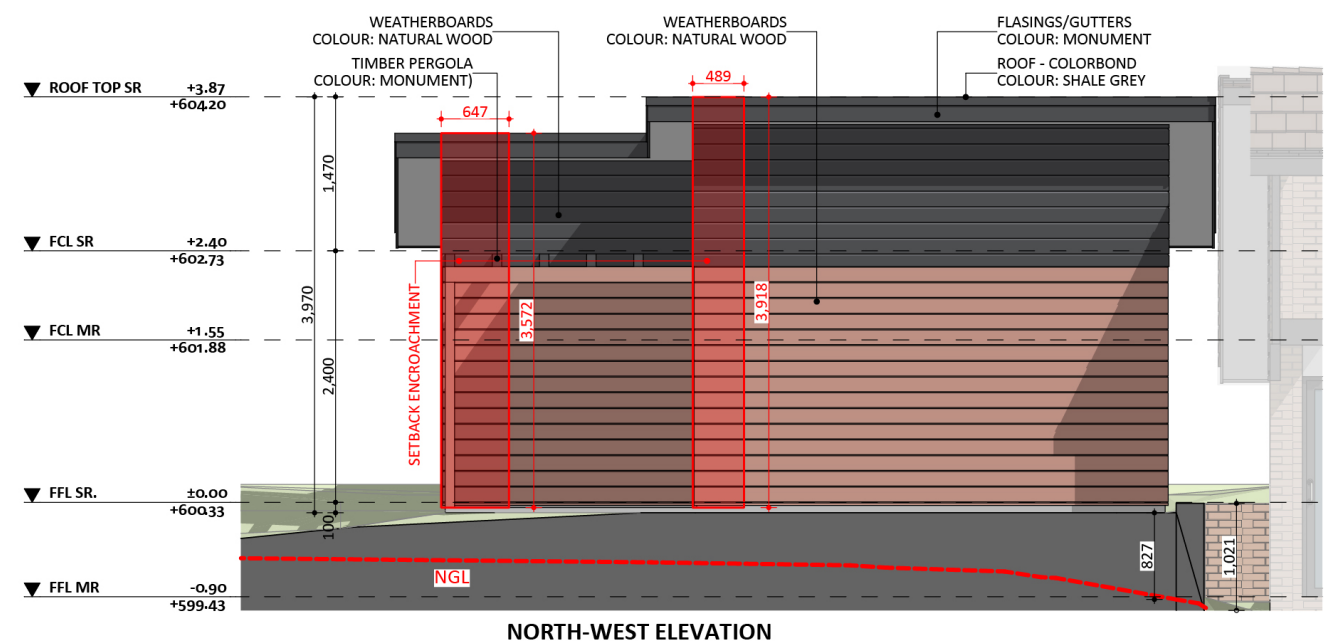 WEATHERBOARDS
COLOUR: NATURAL WOOD
WEATHERBOARDS
COLOUR: NATURAL WOOD
FLASINGS/GUTTERS
COLOUR: MONUMENT
TIMBER PERGOLA
COLOUR: MONUMENT)
ROOF - COLORBOND
COLOUR: SHALE GREY
489
ROOF TOP SR +3.87
+604.20
647
1,470
FCL SR +2.40
+602.73
3,970
SETBACK ENCROACHMENT
3,572
3,918
FCL MR +1.55
+601.88
2,400
FFL SR. ±0.00
+600.33
100
827
1,021
NGL
FFL MR -0.90
+599.43
NORTH-WEST ELEVATION